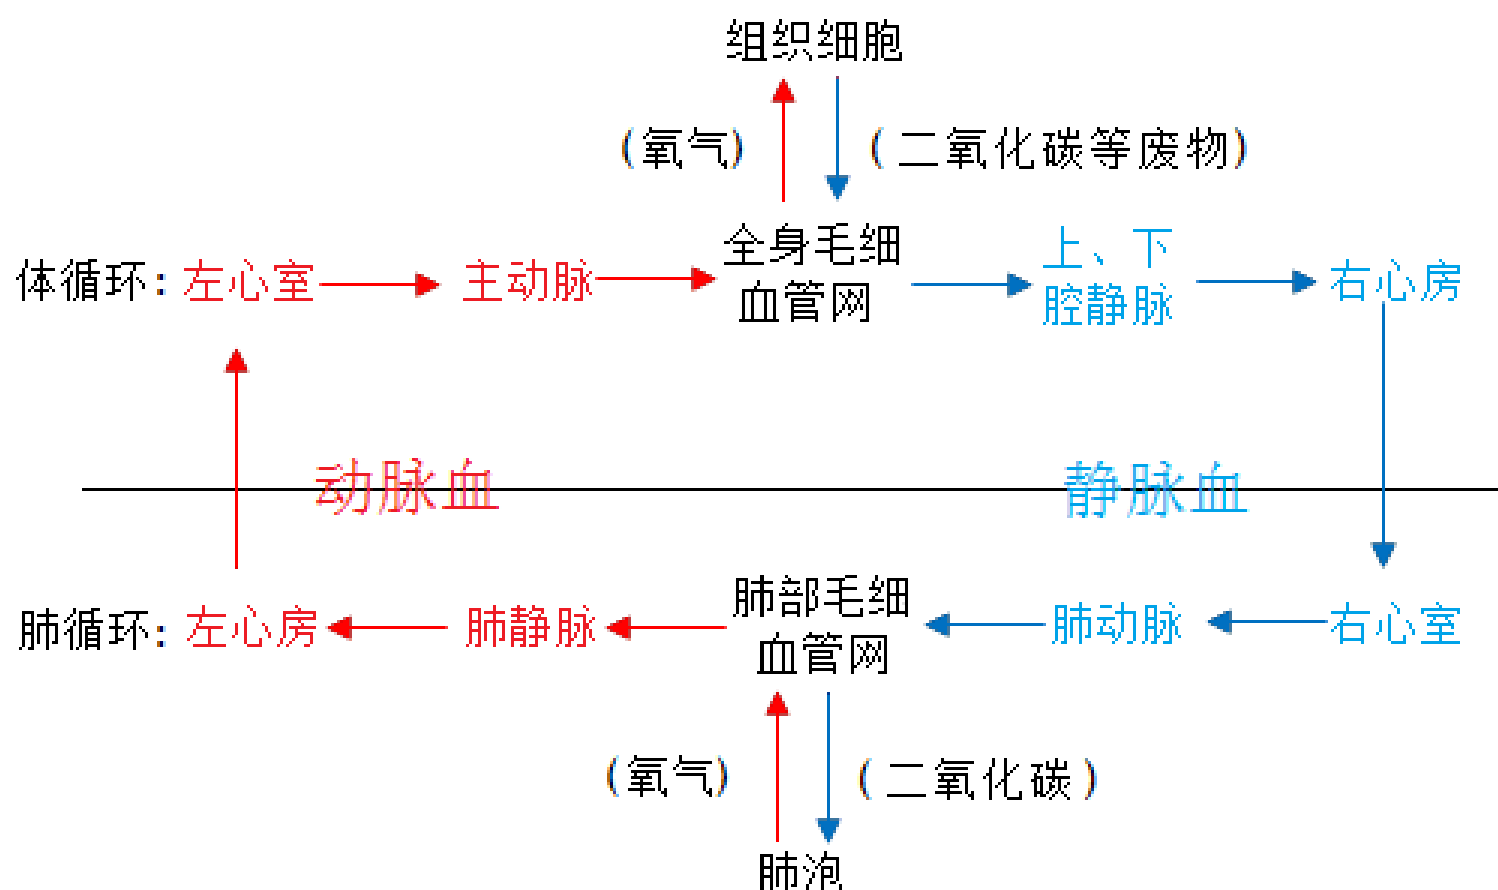 组织细胞
(氧气)
(二氧化碳等废物)
体循环：
左心室
主动脉
全身毛细
血管网
上、下
腔静脉
右心房
动脉血
静脉血
肺循环：
左心房
肺静脉
肺部毛细
血管网
肺动脉
右心室
(氧气)
(二氧化碳)
肺泡